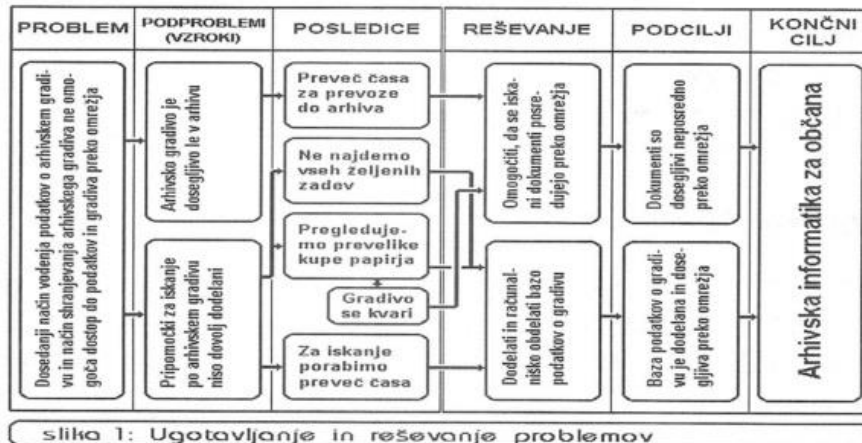 PROBLEM
PODPROBLEMI
(VZROKI)
POSLEDICE
REŠEVANJE
PODCILJI
KONČNI
CILJ
Dosedanji način vodenja podatkov o arhivskem gradi-
vu in način shranjevanja arhivskega gradiva ne omo-
goča dostop do podatkov in gradiva preko omrežja
Arhivsko gradivo je
dosegljivo le v arhivu
Pripomočki za iskanje
po arhivskem gradivu
niso dovolj dodelani
Preveč časa
za prevoze
do arhiva
Ne najdemo
vseh željenih
zadev
Pregleduje-
mo prevelike
kupe papirja
Gradivo
se kvari
Za iskanje
porabimo
preveč časa
Omogočiti, da se iska-
ni dokumenti posre-
dujejo preko omrežja
Dodelati in računal-
niško obdelati bazo
podatkov o gradivu
Dokumenti so
dosegljivi neposredno
preko omrežja
Baza podatkov o gradi-
vu je dodelana in dose-
gljiva preko omrežja
Arhivska informatika za občana
slika 1: Ugotavljanje in reševanje problemov